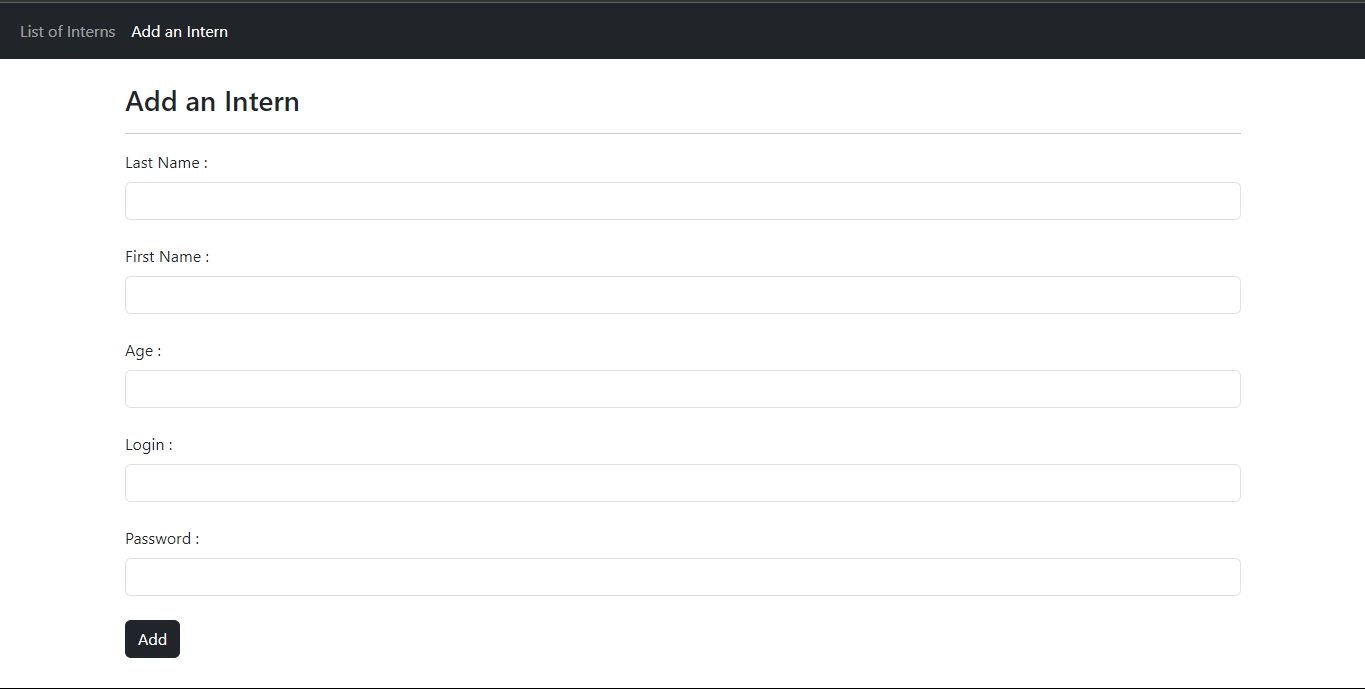 List of Interns Add an Intern
Add an Intern
Last Name :
First Name :
Age :
Login :
Password :
Add